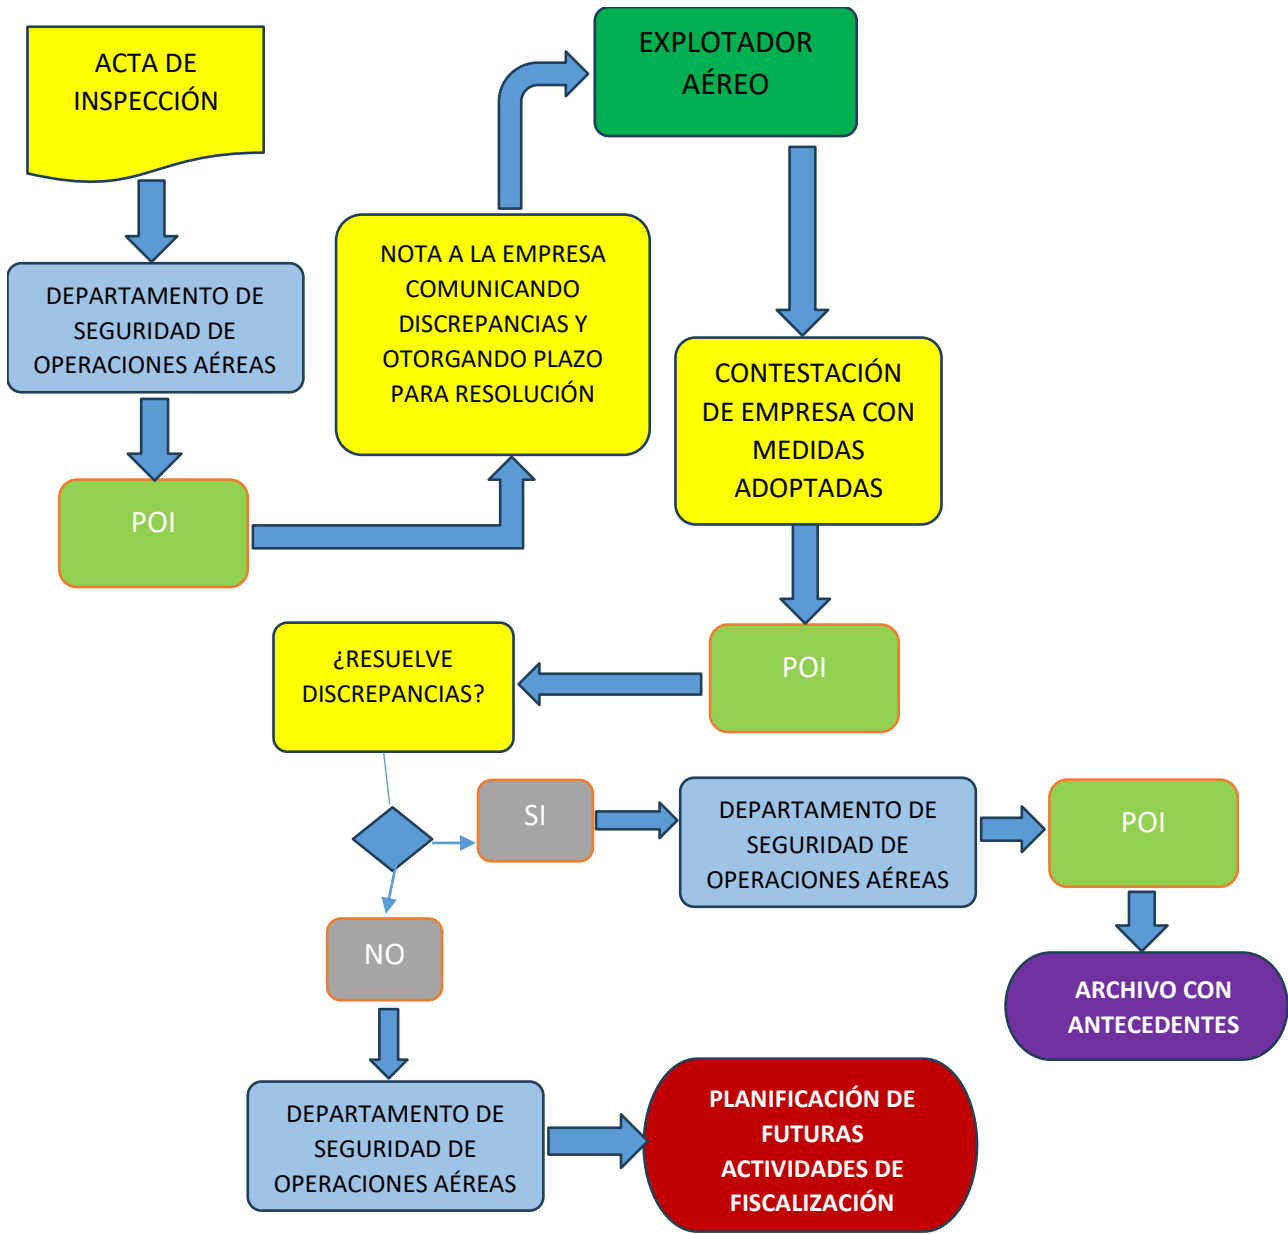 ACTA DE
INSPECCIÓN
DEPARTAMENTO DE
SEGURIDAD DE
OPERACIONES AÉREAS
POI
NOTA A LA EMPRESA
COMUNICANDO
DISCREPANCIAS Y
OTORGANDO PLAZO
PARA RESOLUCIÓN
EXPLOTADOR
AÉREO
CONTESTACIÓN
DE EMPRESA CON
MEDIDAS
ADOPTADAS
POI
¿RESUELVE
DISCREPANCIAS?
SI
DEPARTAMENTO DE
SEGURIDAD DE
OPERACIONES AÉREAS
POI
ARCHIVO CON
ANTECEDENTES
NO
DEPARTAMENTO DE
SEGURIDAD DE
OPERACIONES AÉREAS
PLANIFICACIÓN DE
FUTURAS
ACTIVIDADES DE
FISCALIZACIÓN